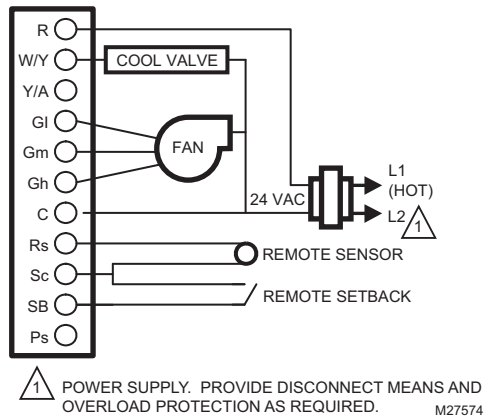 R
W/Y COOL VALVE
Y/A
Gl
Gm FAN
Gh
L1
(HOT)
24 VAC
C
L2 1
Rs
REMOTE SENSOR
Sc
REMOTE SETBACK
SB
Ps
1 POWER SUPPLY. PROVIDE DISCONNECT MEANS AND
OVERLOAD PROTECTION AS REQUIRED.
M27574